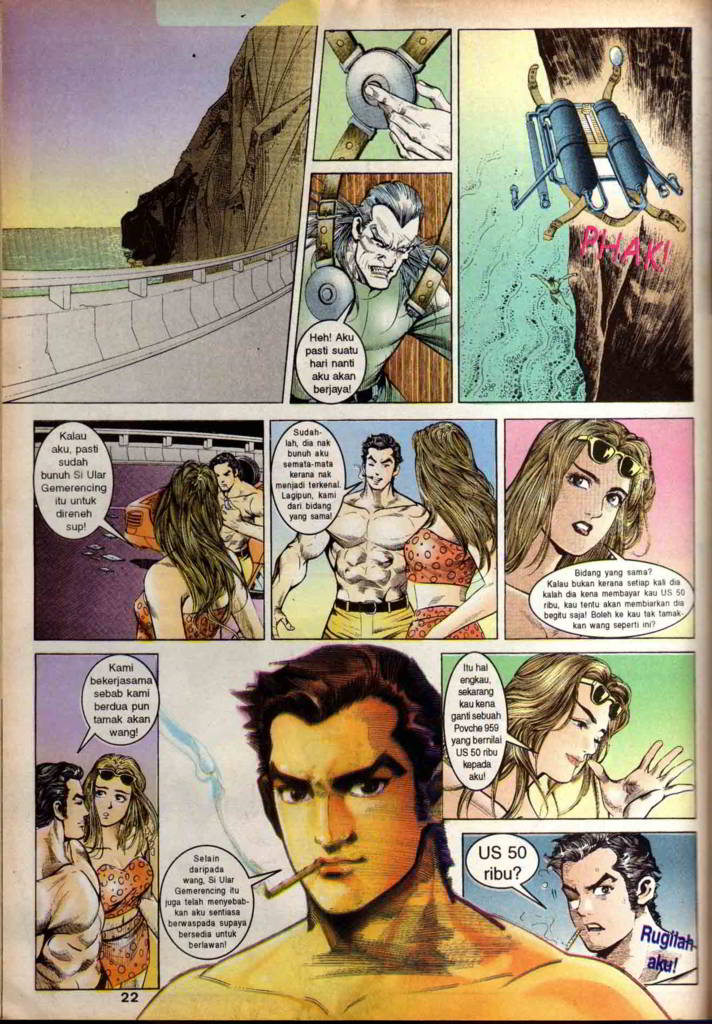 Heh! Aku
pasti suatu
hari nanti
aku akan
berjaya!
PHAK!
Kalau
aku, pasti
sudah
bunuh Si Ular
Gemerencing
itu untuk
direneh
sup!
Sudah-
lah, dia nak
bunuh aku
semata-mata
kerana nak
menjadi terkenal.
Lagipun, kami
dari bidang
yang sama!
Bidang yang sama?
Kalau bukan kerana setiap kali dia
kalah dia kena membayar kau US 50
ribu, kau tentu akan membiarkan dia
begitu saja! Boleh ke kau tak tamak-
kan wang seperti ini?
Kami
bekerjasama
sebab kami
berdua pun
tamak akan
wang!
Selain
daripada
wang, Si Ular
Gemerencing itu
juga telah menyebab-
kan aku sentiasa
berwaspada supaya
bersedia untuk
berlawan!
Itu hal
engkau,
sekarang
kau kena
ganti sebuah
Povche 959
yang bernilai
US 50 ribu
kepada
aku!
US 50
ribu?
Rugilah
aku!
22